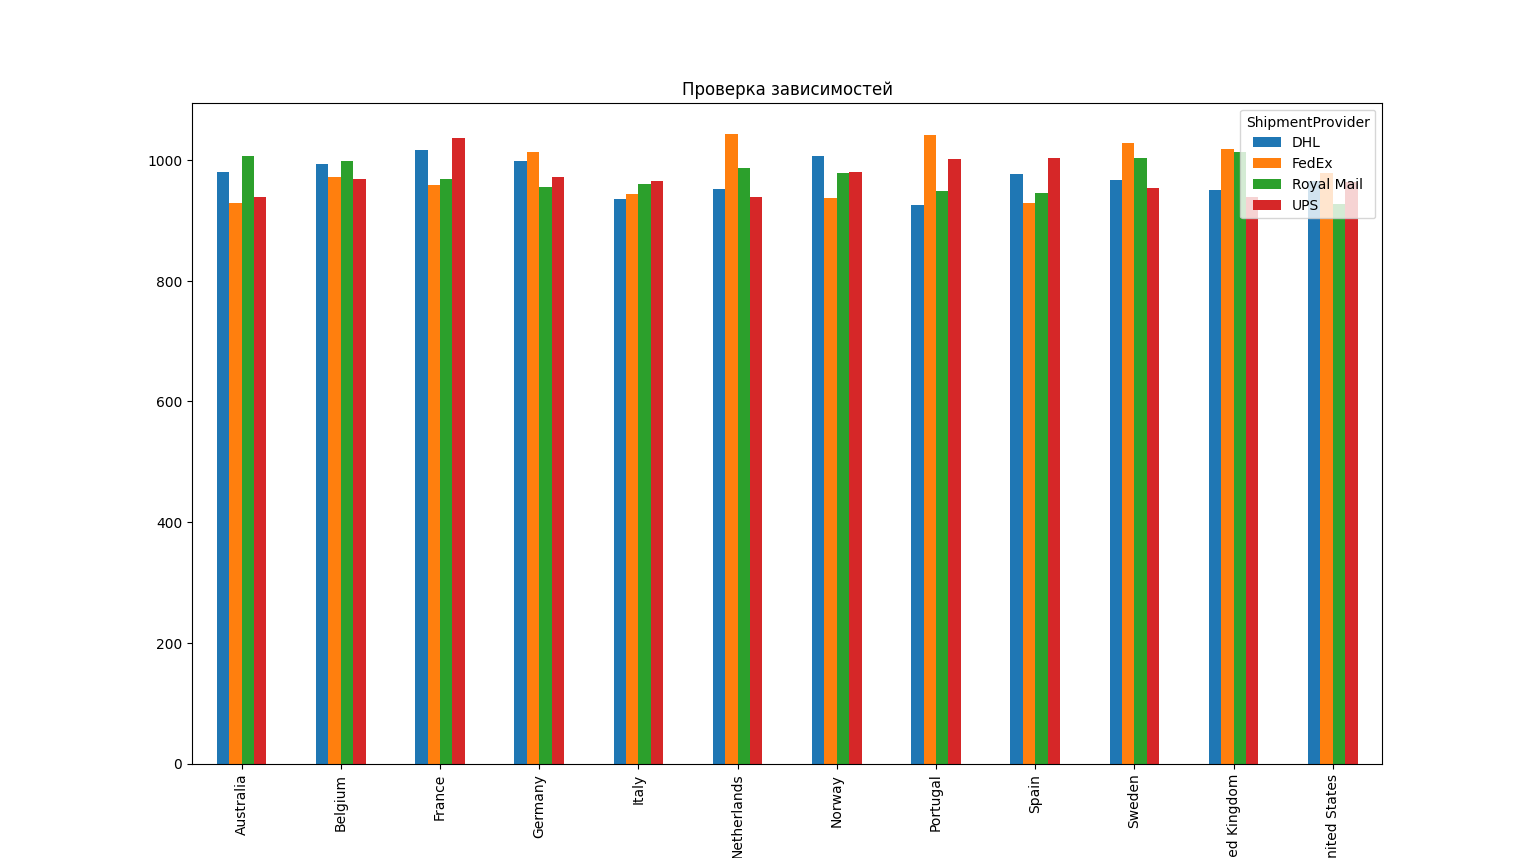 Проверка зависимостей
ShipmentProvider
DHL
FedEx
Royal Mail
UPS
1000
800
600
400
200
0
Australia
Belgium
France
Germany
Italy
Netherlands
Norway
Portugal
Spain
Sweden
ed Kingdom
nited States